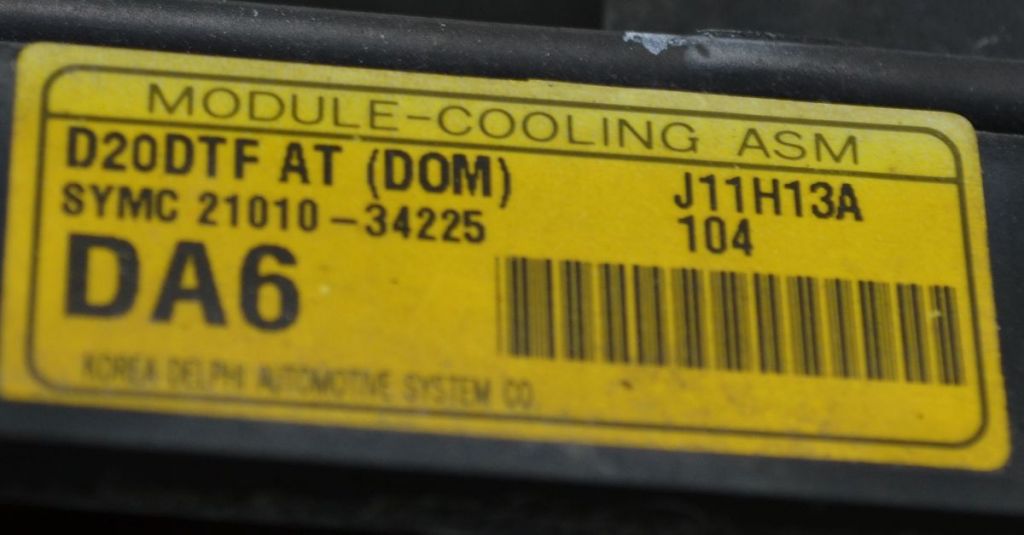 MODULE-COOLING ASM
D20DTF AT (DOM)
J11H13A
SYMC 21010-34225
104
DA6
KOREA DELPHI AUTOMOTIVE SYSTEM CO.